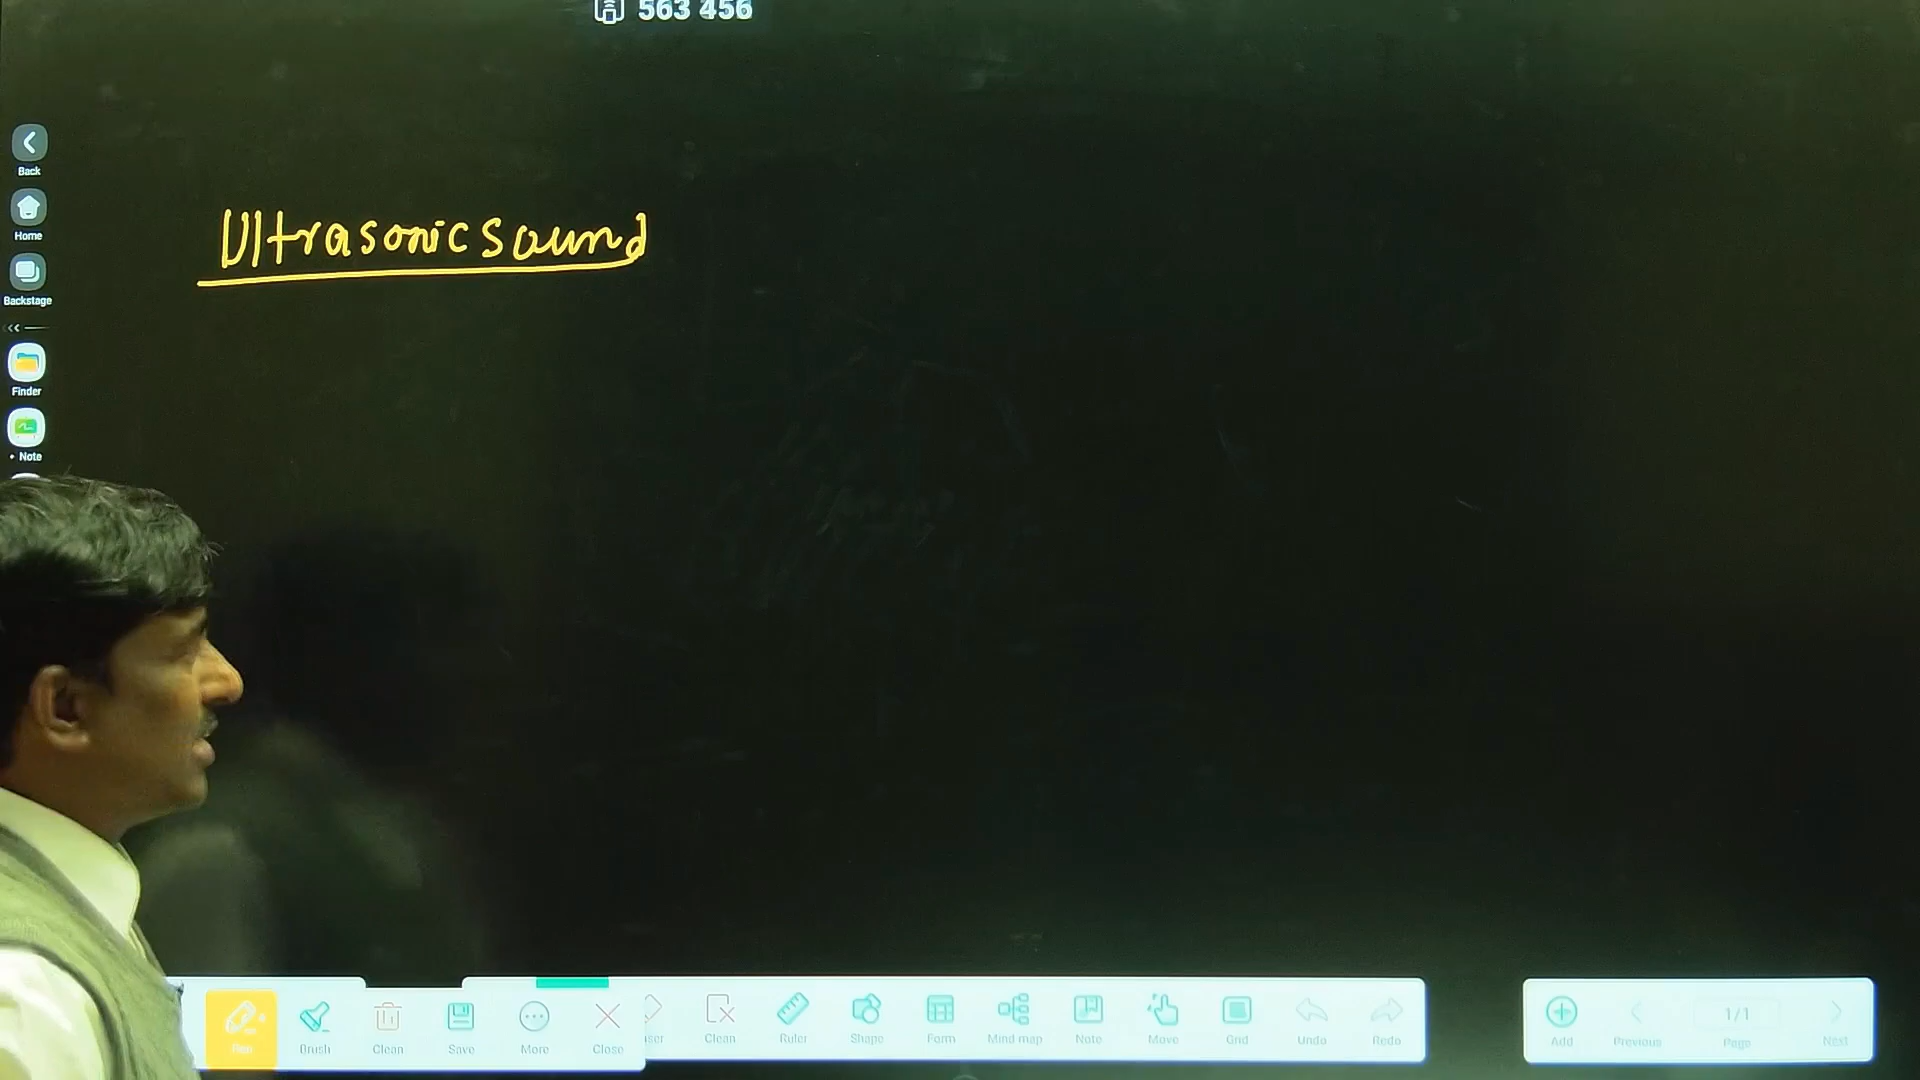 563 456
Back
Home
Backstage
Finder
Note
Ultrasonic sound
Pen Brush Clean Save More Close
Clean Ruler Shape Form Mind map Note Move Grid Undo Redo
Add Previous 1/1 Page Next